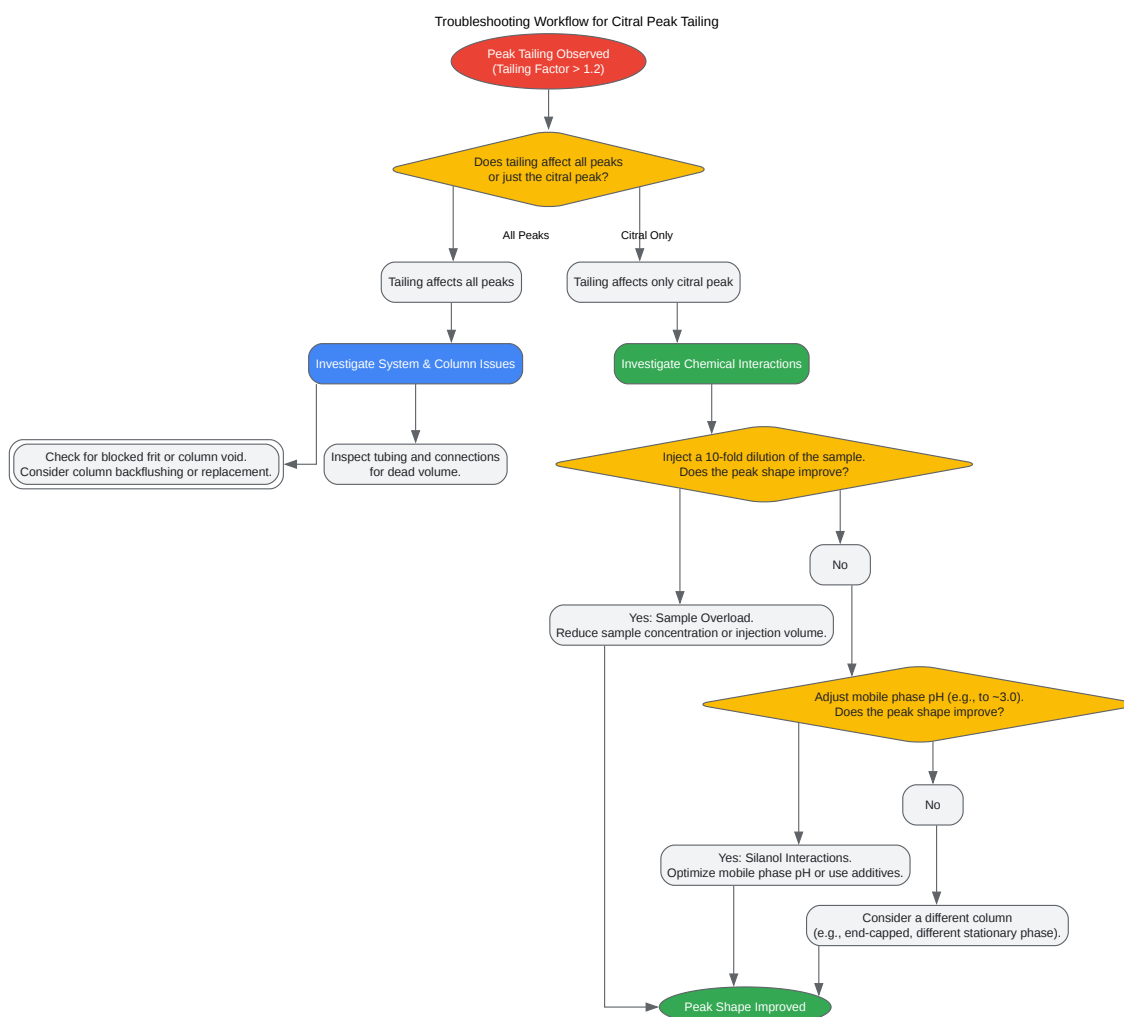 Troubleshooting Workflow for Citral Peak Tailing
Peak Tailing Observed
(Tailing Factor > 1.2)
Does tailing affect all peaks
or just the citral peak?
All Peaks
Citral Only
Tailing affects all peaks
Tailing affects only citral peak
Investigate System & Column Issues
Investigate Chemical Interactions
Check for blocked frit or column void.
Consider column backflushing or replacement.
Inspect tubing and connections
for dead volume.
Inject a 10-fold dilution of the sample.
Does the peak shape improve?
No
Yes: Sample Overload.
Reduce sample concentration or injection volume.
Adjust mobile phase pH (e.g., to ~3.0).
Does the peak shape improve?
No
Yes: Silanol Interactions.
Optimize mobile phase pH or use additives.
Consider a different column
(e.g., end-capped, different stationary phase).
Peak Shape Improved